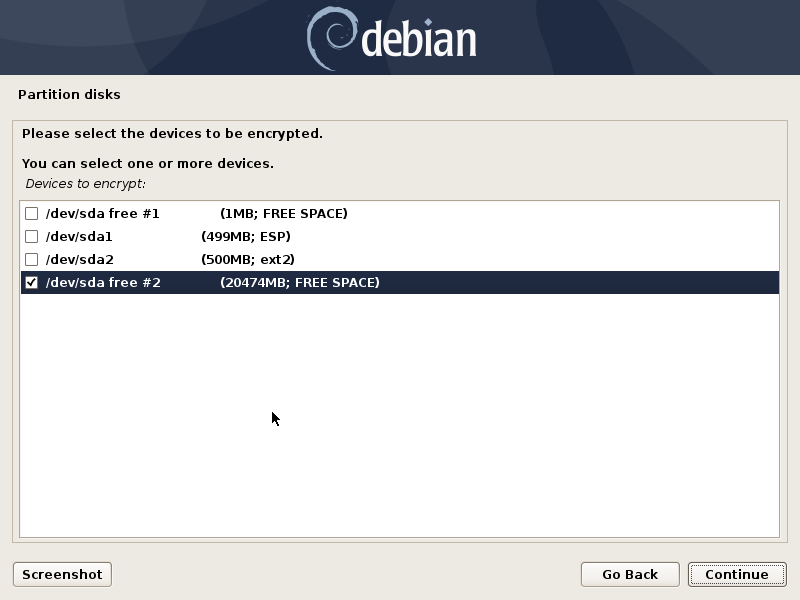 debian
Partition disks
Please select the devices to be encrypted.
You can select one or more devices.
Devices to encrypt:
/dev/sda free #1 (1MB; FREE SPACE)
/dev/sda1 (499MB; ESP)
/dev/sda2 (500MB; ext2)
/dev/sda free #2 (20474MB; FREE SPACE)
Screenshot Go Back Continue